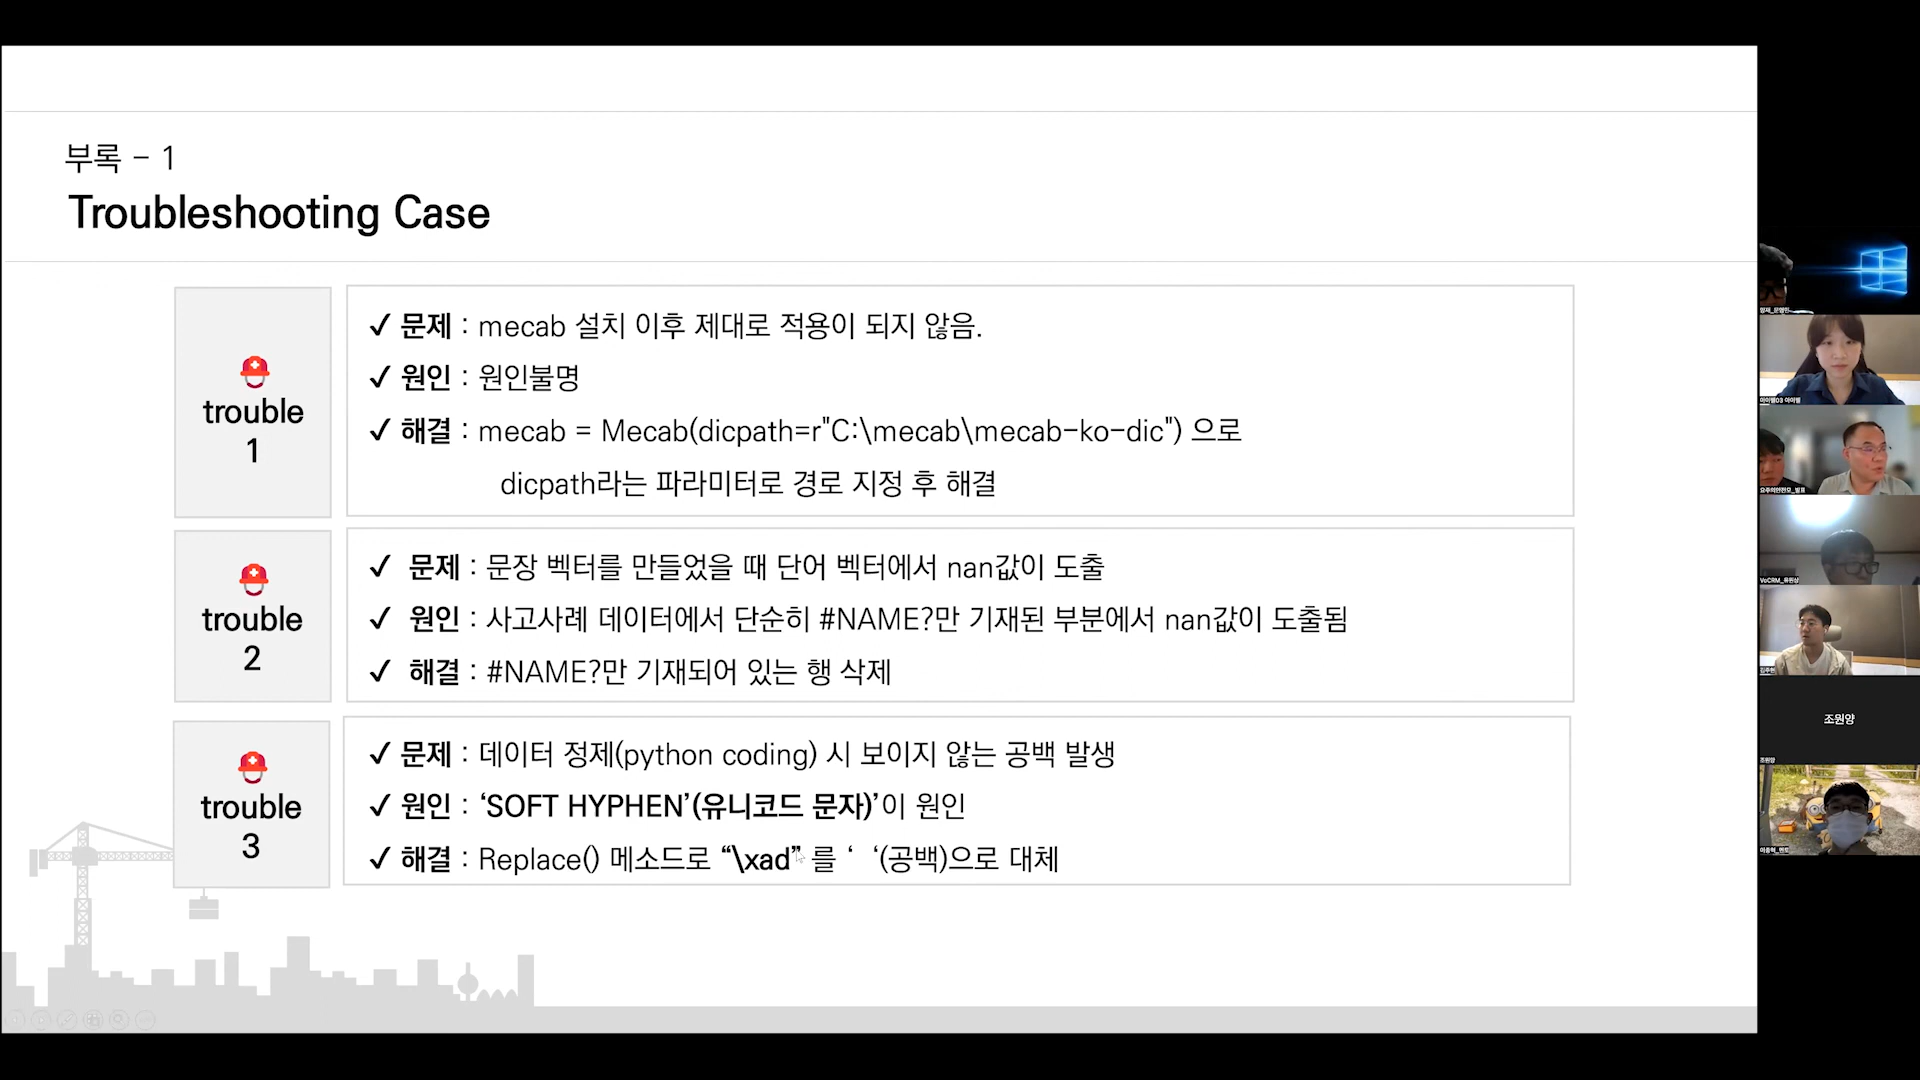 부록 – 1
Troubleshooting Case
trouble
1
✓ 문제 : mecab 설치 이후 제대로 적용이 되지 않음.
✓ 원인 : 원인불명
✓ 해결 : mecab = Mecab(dicpath=r"C:\mecab\mecab-ko-dic") 으로
dicpath라는 파라미터로 경로 지정 후 해결
trouble
2
✓ 문제 : 문장 벡터를 만들었을 때 단어 벡터에서 nan값이 도출
✓ 원인 : 사고사례 데이터에서 단순히 #NAME?만 기재된 부분에서 nan값이 도출됨
✓ 해결 : #NAME?만 기재되어 있는 행 삭제
trouble
3
✓ 문제 : 데이터 정제(python coding) 시 보이지 않는 공백 발생
✓ 원인 : ‘SOFT HYPHEN’(유니코드 문자)’이 원인
✓ 해결 : Replace() 메소드로 “\xad” 를 ‘ ‘(공백)으로 대체
조원양
조원양